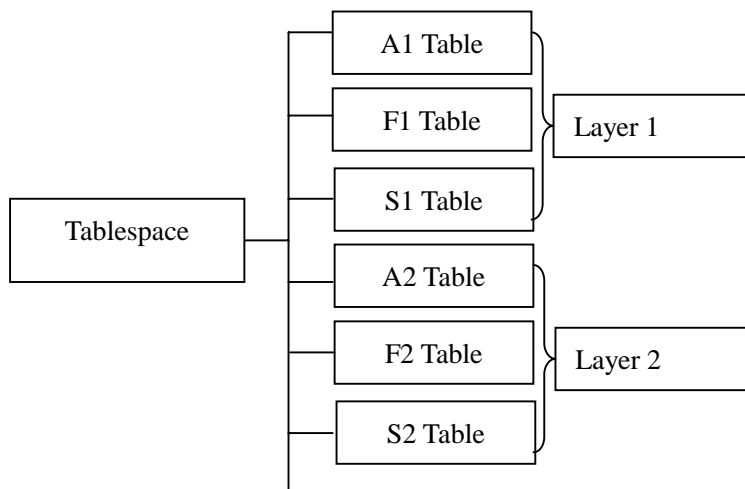 A1 Table
F1 Table
Layer 1
S1 Table
Tablespace
A2 Table
F2 Table
Layer 2
S2 Table